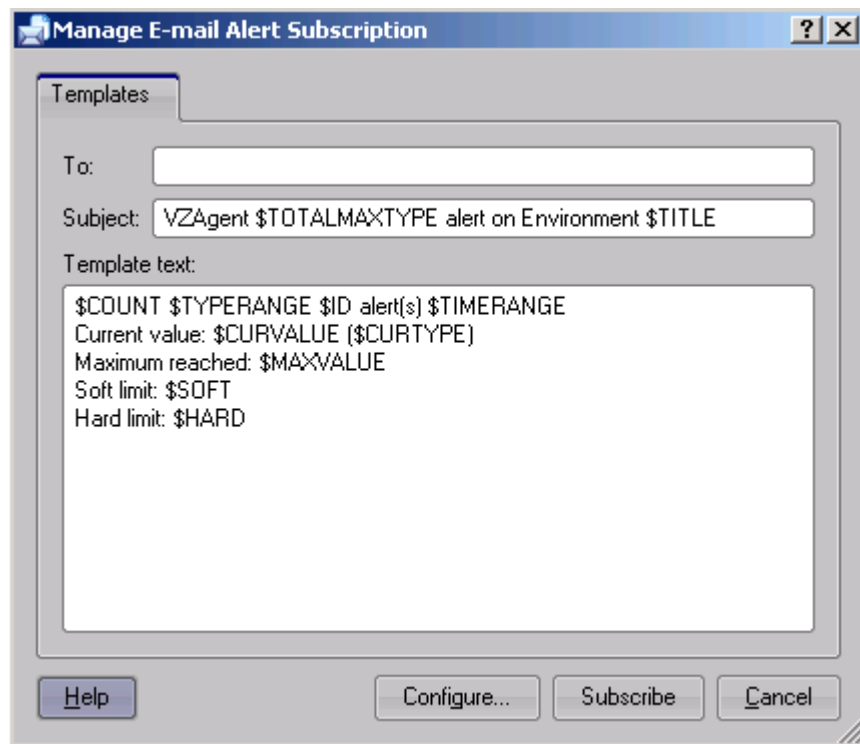 Manage E-mail Alert Subscription
Templates
To:
Subject: VZAgent $TOTALMAXTYPE alert on Environment $TITLE
Template text:
$COUNT $TYPERANGE $ID alert(s) $TIMERANGE
Current value: $CURVALUE ($CURTYPE)
Maximum reached: $MAXVALUE
Soft limit: $SOFT
Hard limit: $HARD
Help Configure... Subscribe Cancel